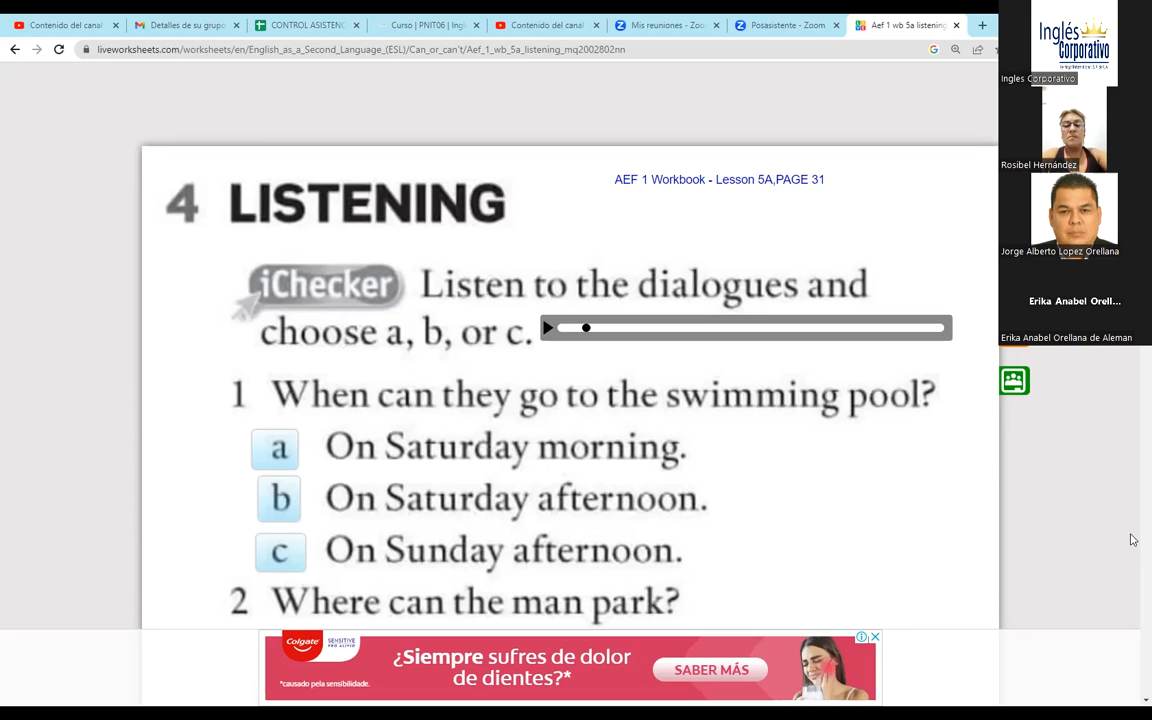 Contenido del canal
Detalles de su grupo
CONTROL ASISTENC
Curso | PNIT06 | Ingl
Contenido del canal
Mis reuniones - Zoo
Posasistente - Zoom
Aef 1 wb 5a listening
liveworksheets.com/worksheets/en/English_as_a_Second_Language_(ESL)/Can_or_can't/Aef_1_wb_5a_listening_mq2002802nn
Inglés
Corporativo
Ingles Corporativo
Rosibel Hernández
Jorge Alberto Lopez Orellana
Erika Anabel Orell...
Erika Anabel Orellana de Aleman
4 LISTENING
AEF 1 Workbook - Lesson 5A,PAGE 31
iChecker Listen to the dialogues and
choose a, b, or c.
1 When can they go to the swimming pool?
a On Saturday morning.
b On Saturday afternoon.
c On Sunday afternoon.
2 Where can the man park?
Colgate
SENSITIVE
PRO ALIVIO
*causado pela sensibilidade.
¿Siempre sufres de dolor
de dientes?*
SABER MÁS